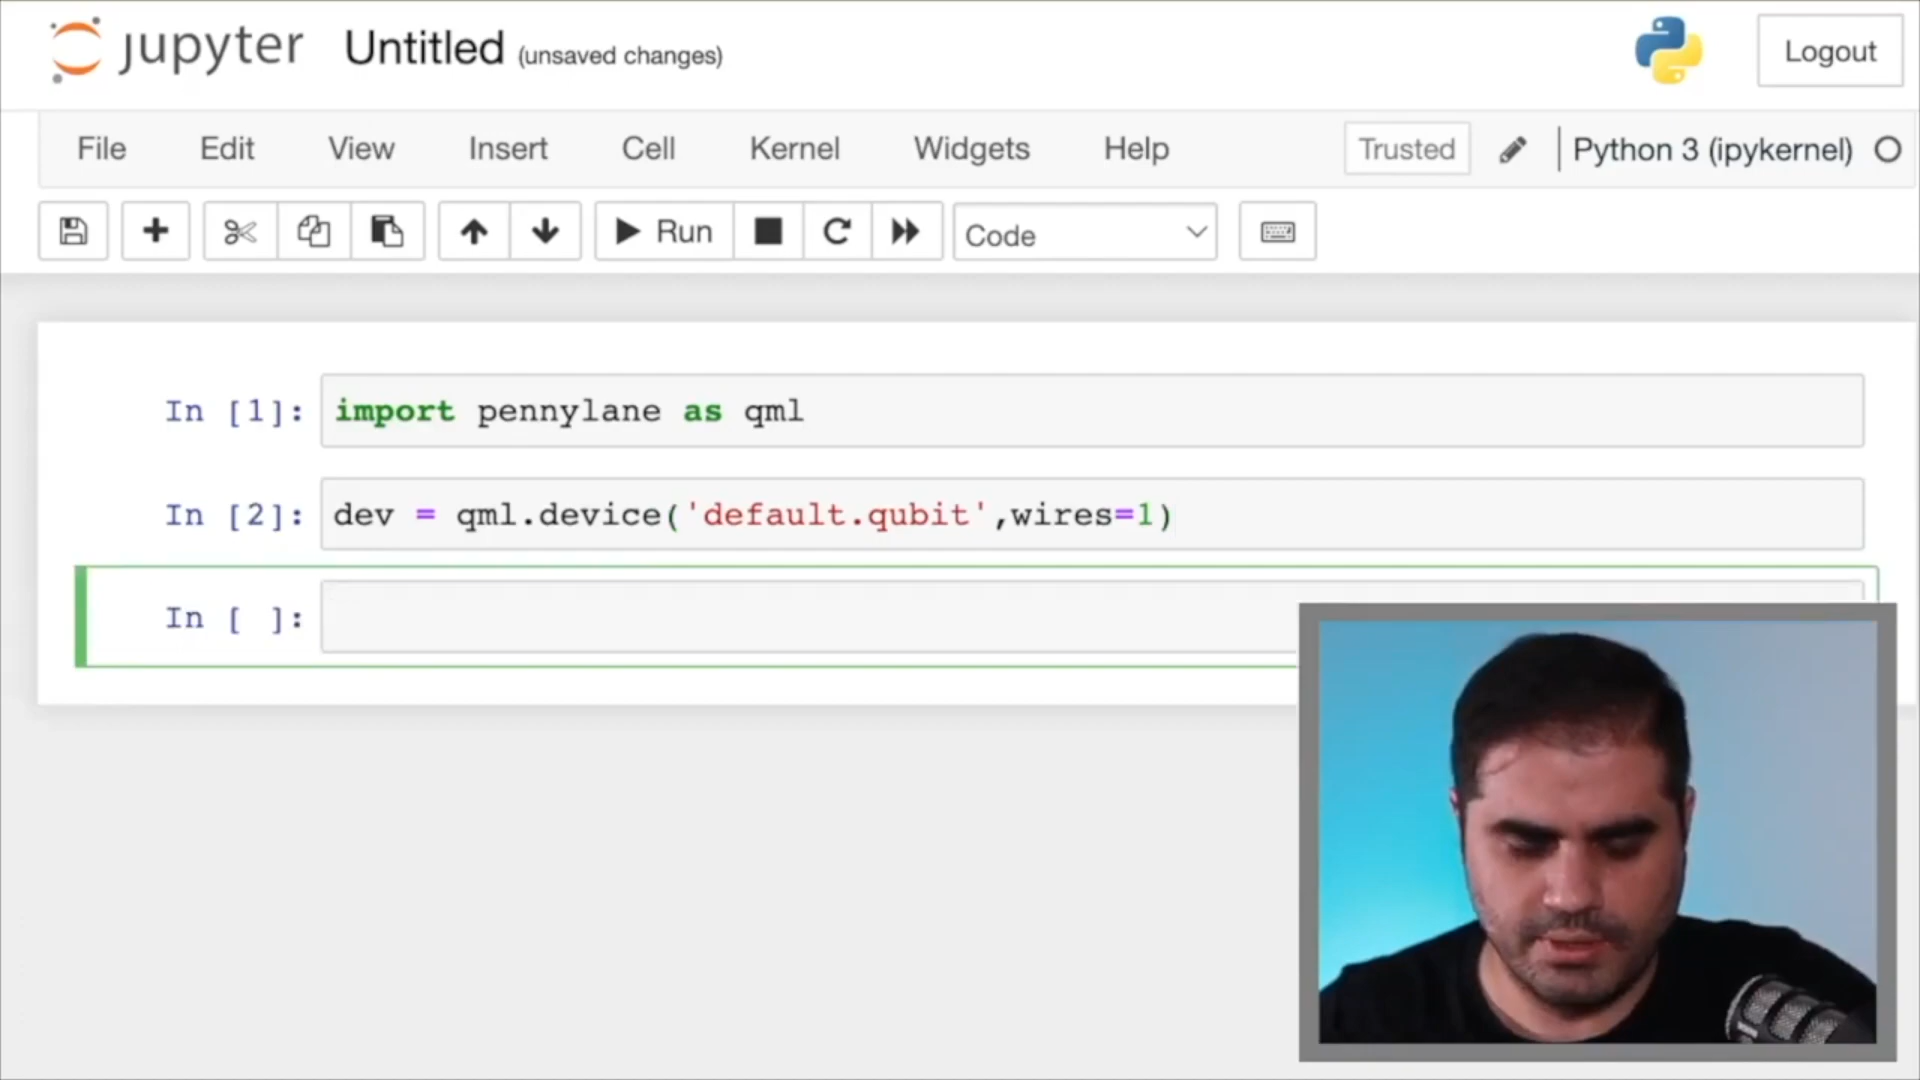 jupyter Untitled (unsaved changes) Logout
File Edit View Insert Cell Kernel Widgets Help Trusted Python 3 (ipykernel)
Run Code
In [1]: import pennylane as qml
In [2]: dev = qml.device('default.qubit',wires=1)
In [ ]: